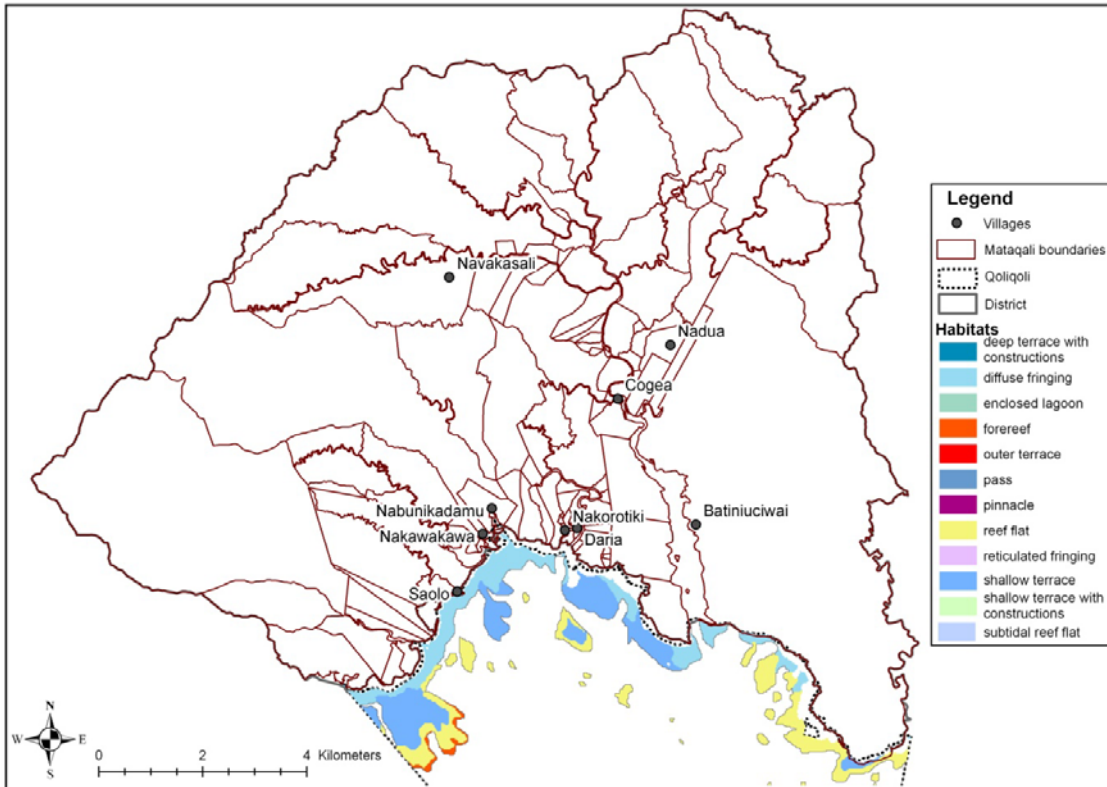 Navakasali
Nadua
Cogea
Nabunikadamu
Nakorotiki
Batiniuciwai
Nakawakawa
Daria
Saolo
N
W
E
S
0
2
4
Kilometers
Legend
Villages
Mataqali boundaries
Qoliqoli
District
Habitats
deep terrace with
constructions
diffuse fringing
enclosed lagoon
forereef
outer terrace
pass
pinnacle
reef flat
reticulated fringing
shallow terrace
shallow terrace with
constructions
subtidal reef flat